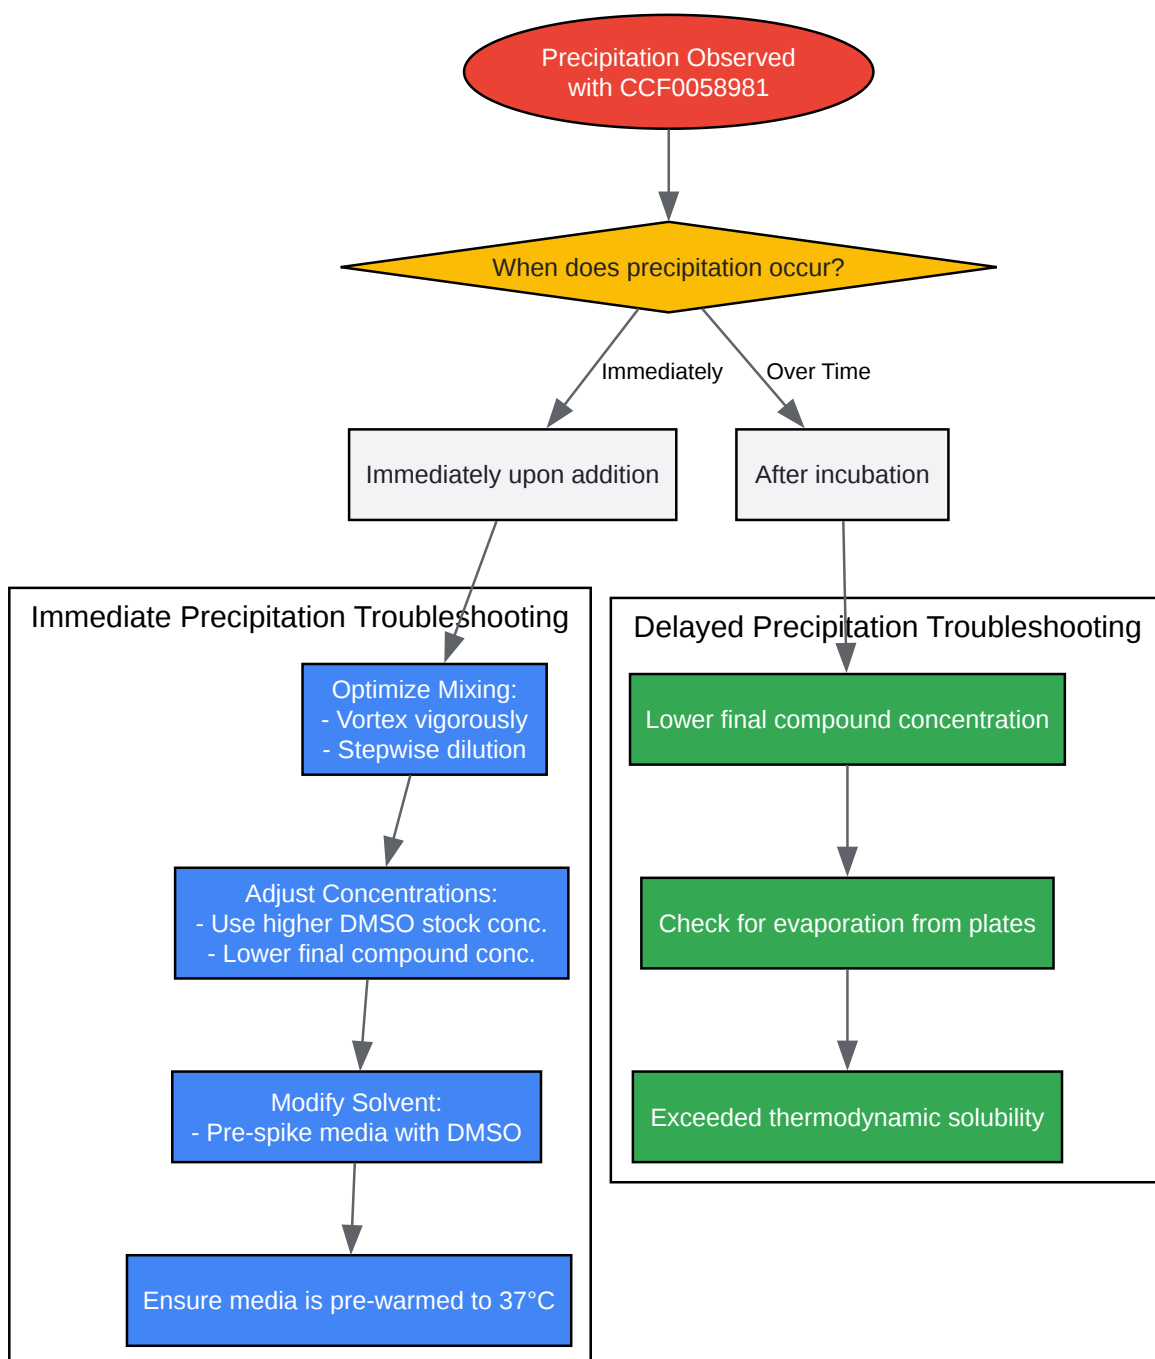 Precipitation Observed
with CCF0058981
When does precipitation occur?
Immediately
Over Time
Immediately upon addition
After incubation
Immediate Precipitation Troubleshooting
Optimize Mixing:
- Vortex vigorously
- Stepwise dilution
Adjust Concentrations:
- Use higher DMSO stock conc.
- Lower final compound conc.
Modify Solvent:
- Pre-spike media with DMSO
Ensure media is pre-warmed to 37°C
Delayed Precipitation Troubleshooting
Lower final compound concentration
Check for evaporation from plates
Exceeded thermodynamic solubility